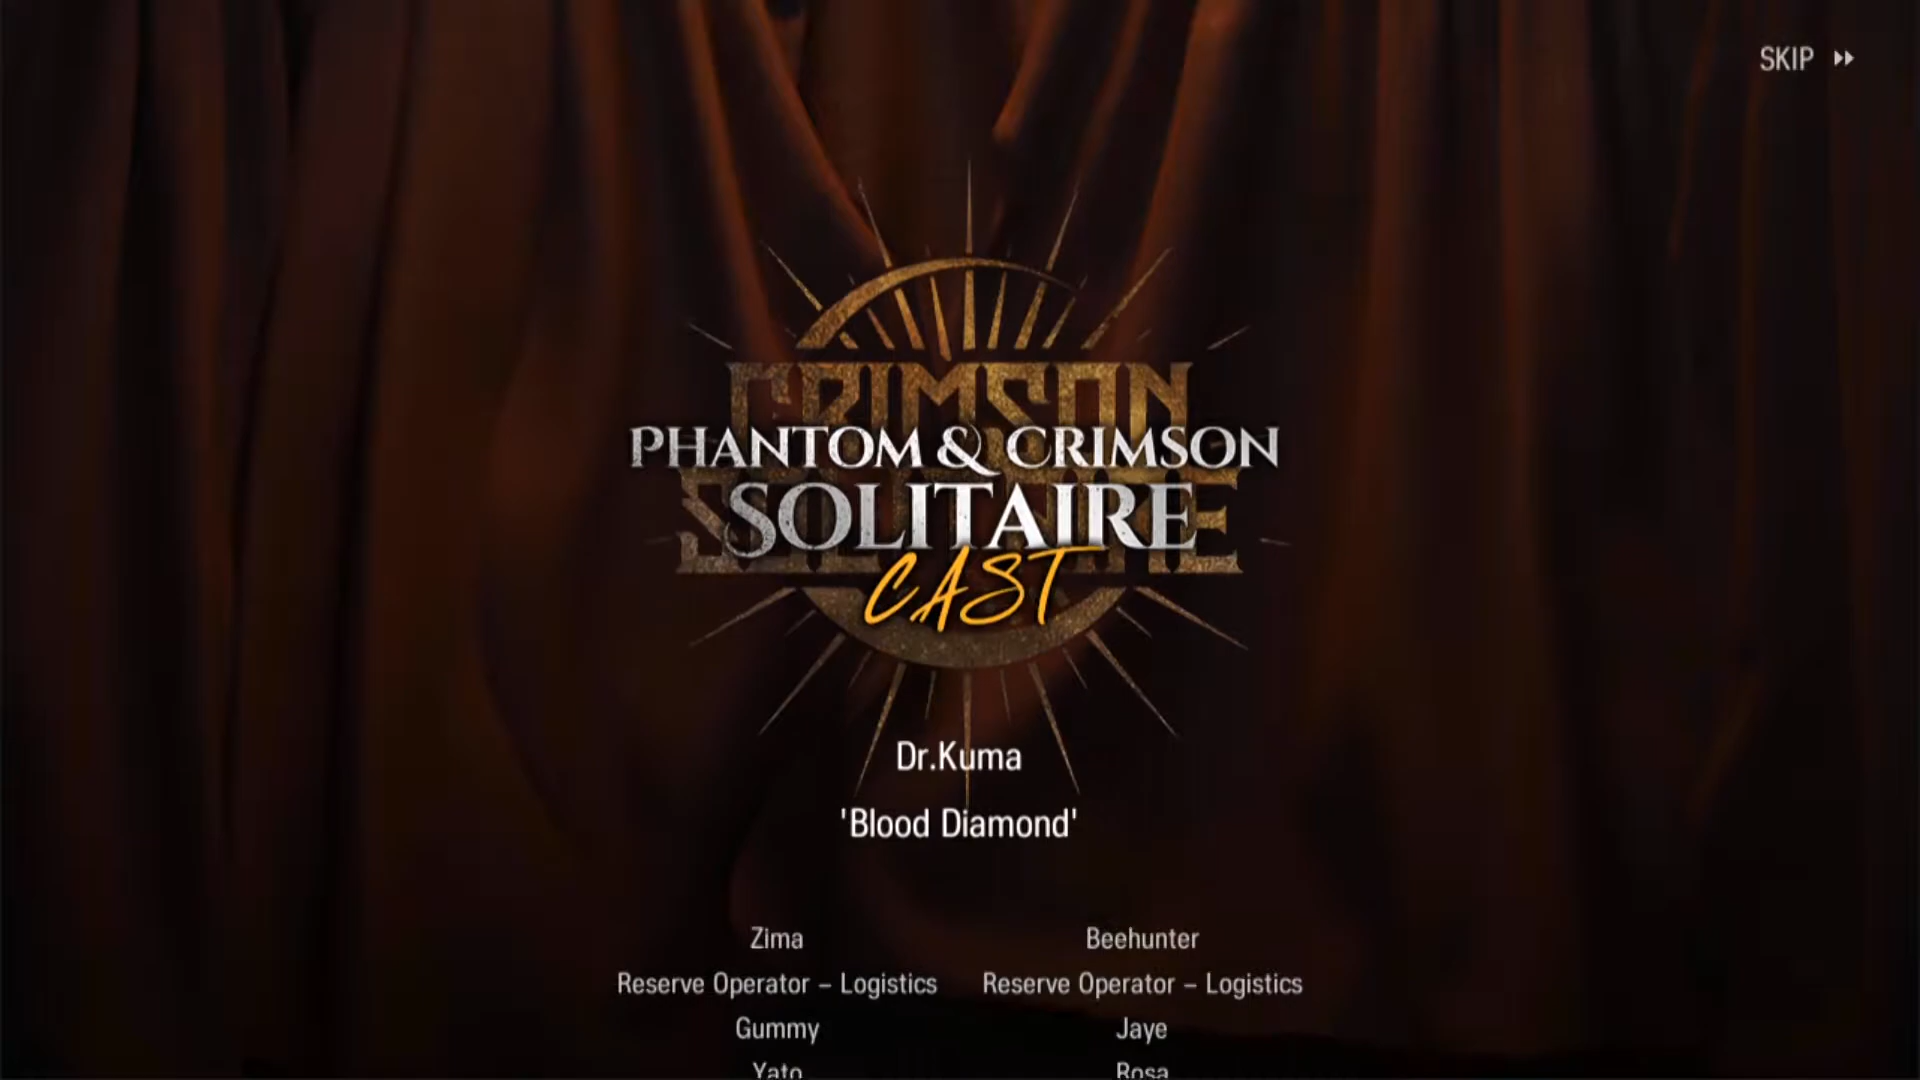 SKIP
CRIMSON
PHANTOM & CRIMSON
SOLITAIRE
SOLITAIRE
CAST
Dr.Kuma
'Blood Diamond'
Zima Beehunter
Reserve Operator – Logistics Reserve Operator – Logistics
Gummy Jaye
Yato Rosa